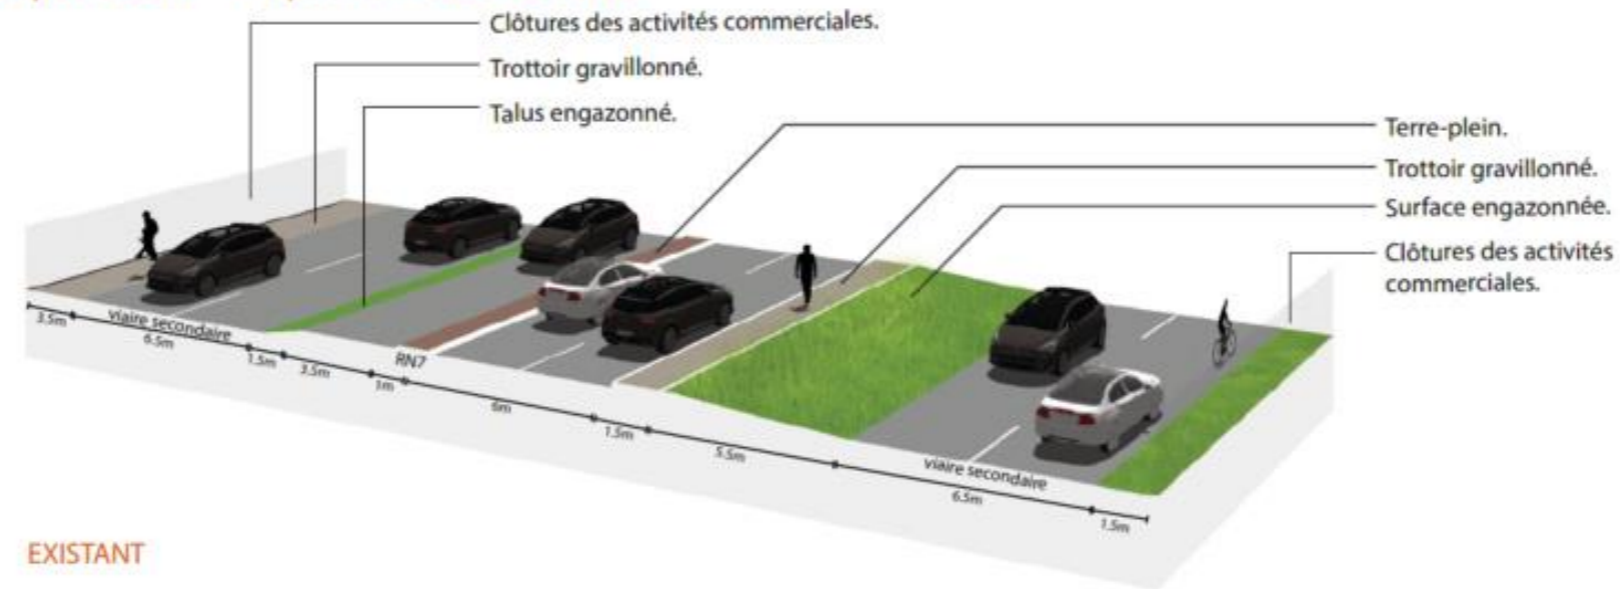 Clôtures des activités commerciales.
Trottoir gravillonné.
Talus engazonné.
Terre-plein.
Trottoir gravillonné.
Surface engazonnée.
Clôtures des activités
commerciales.
3.5m
viaire secondaire
6.5m
1.5m
3.5m
RN7
1m
6m
1.5m
5.5m
viaire secondaire
6.5m
1.5m
EXISTANT